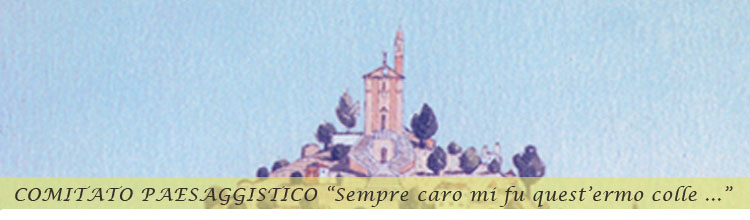 COMITATO PAESAGGISTICO “Sempre caro mi fu quest’ermo colle ...”